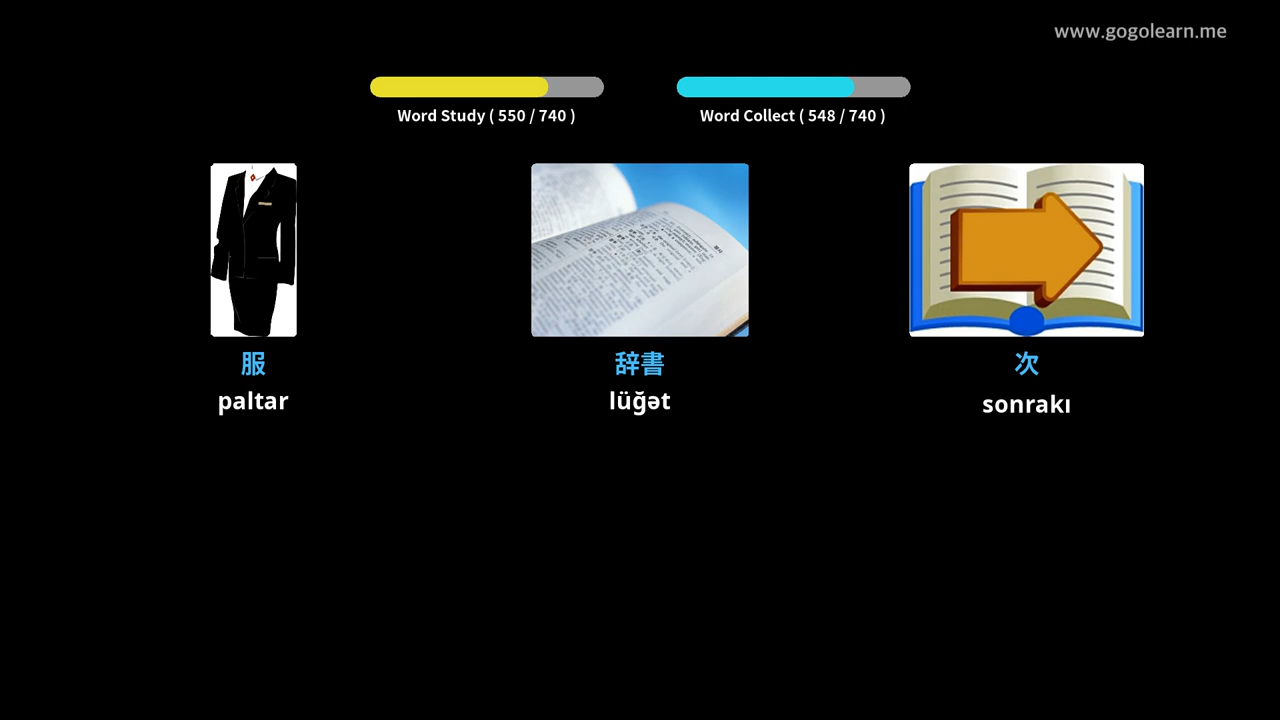 www.gogolearn.me
Word Study ( 550 / 740 )
Word Collect ( 548 / 740 )
服
paltar
辞書
lüğət
次
sonrakı